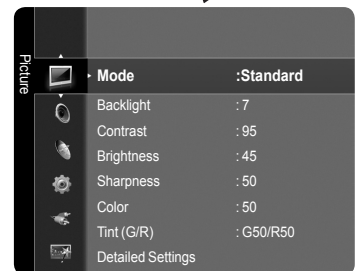 Picture
Mode :Standard
Backlight : 7
Contrast : 95
Brightness : 45
Sharpness : 50
Color : 50
Tint (G/R) : G50/R50
Detailed Settings